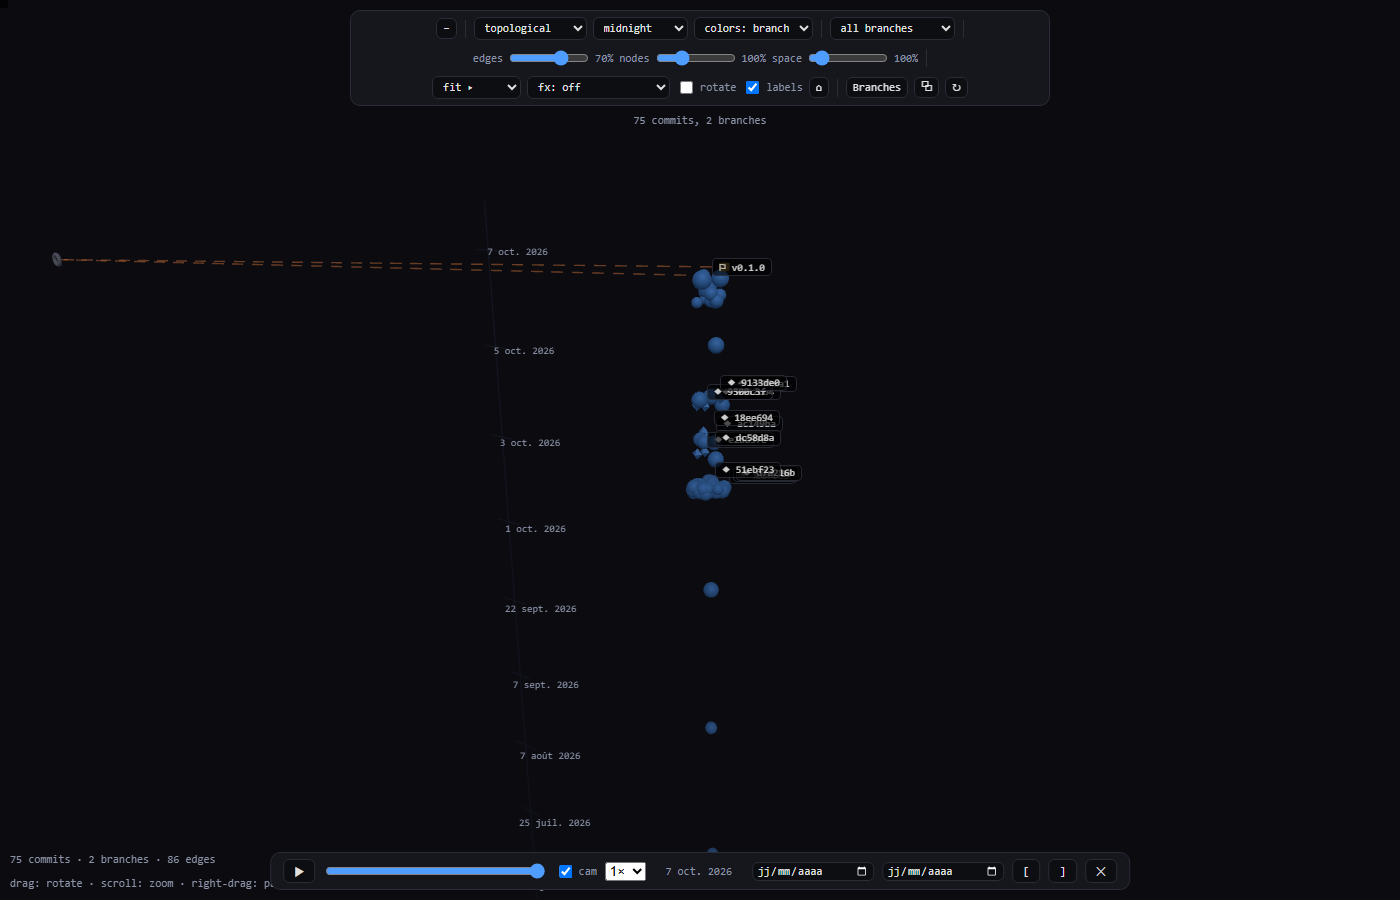 −
topological
midnight
colors: branch
all branches
edges 70% nodes 100% space 100%
fit ▸
fx: off
rotate
labels
Branches
75 commits, 2 branches
7 oct. 2026
v0.1.0
5 oct. 2026
9133de0
18ee694
3 oct. 2026
dc58d8a
51ebf23
1 oct. 2026
22 sept. 2026
7 sept. 2026
7 août 2026
25 juil. 2026
75 commits · 2 branches · 86 edges
drag: rotate · scroll: zoom · right-drag:
cam
1×
7 oct. 2026
jj/mm/aaaa
jj/mm/aaaa
[
]